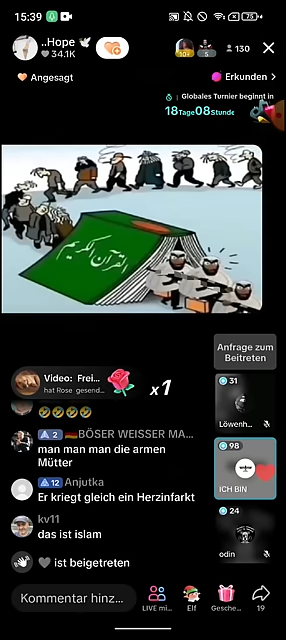 15:39
75
..Hope 🕊
34.1K
10+
5
130
Angesagt
Erkunden
Globales Turnier beginnt in
18Tage08Stunde
القرآن الكريم
Anfrage zum Beitreten
Video: Frei...
hat Rose gesend...
x1
🤣🤣🤣🤣
2 BÖSER WEISSER MA...
man man man die armen
Mütter
12 Anjutka
Er kriegt gleich ein Herzinfarkt
kv11
das ist islam
🖤 ist beigetreten
31
Löwenh...
98
ICH BIN
24
odin
Kommentar hinz...
LIVE mi...
Elf
Gesche...
19